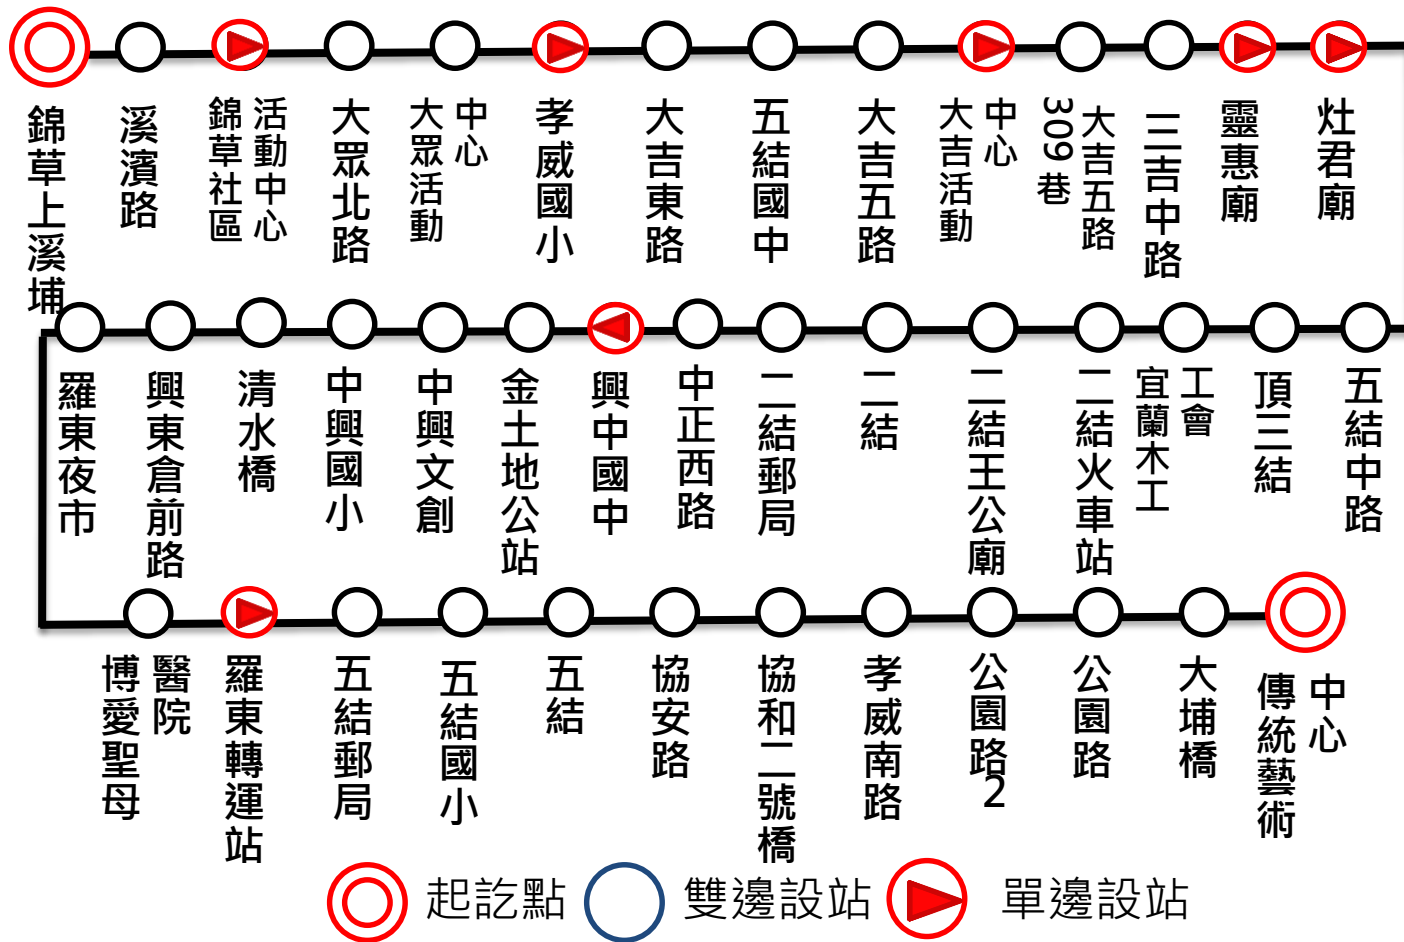 錦草上溪埔
溪濱路
錦草社區
活動中心
大眾北路
大眾活動
中心
孝威國小
大吉東路
五結國中
大吉五路
大吉活動
中心
大吉五路
309巷
三吉中路
靈惠廟
灶君廟
羅東夜市
興東倉前路
清水橋
中興國小
中興文創
金土地公站
興中國中
中正西路
二結郵局
二結
二結王公廟
二結火車站
宜蘭木工
工會
頂三結
五結中路
博愛聖母
醫院
羅東轉運站
五結郵局
五結國小
五結
協安路
協和二號橋
孝威南路
公園路2
公園路
大埔橋
傳統藝術
中心
起訖點
雙邊設站
單邊設站